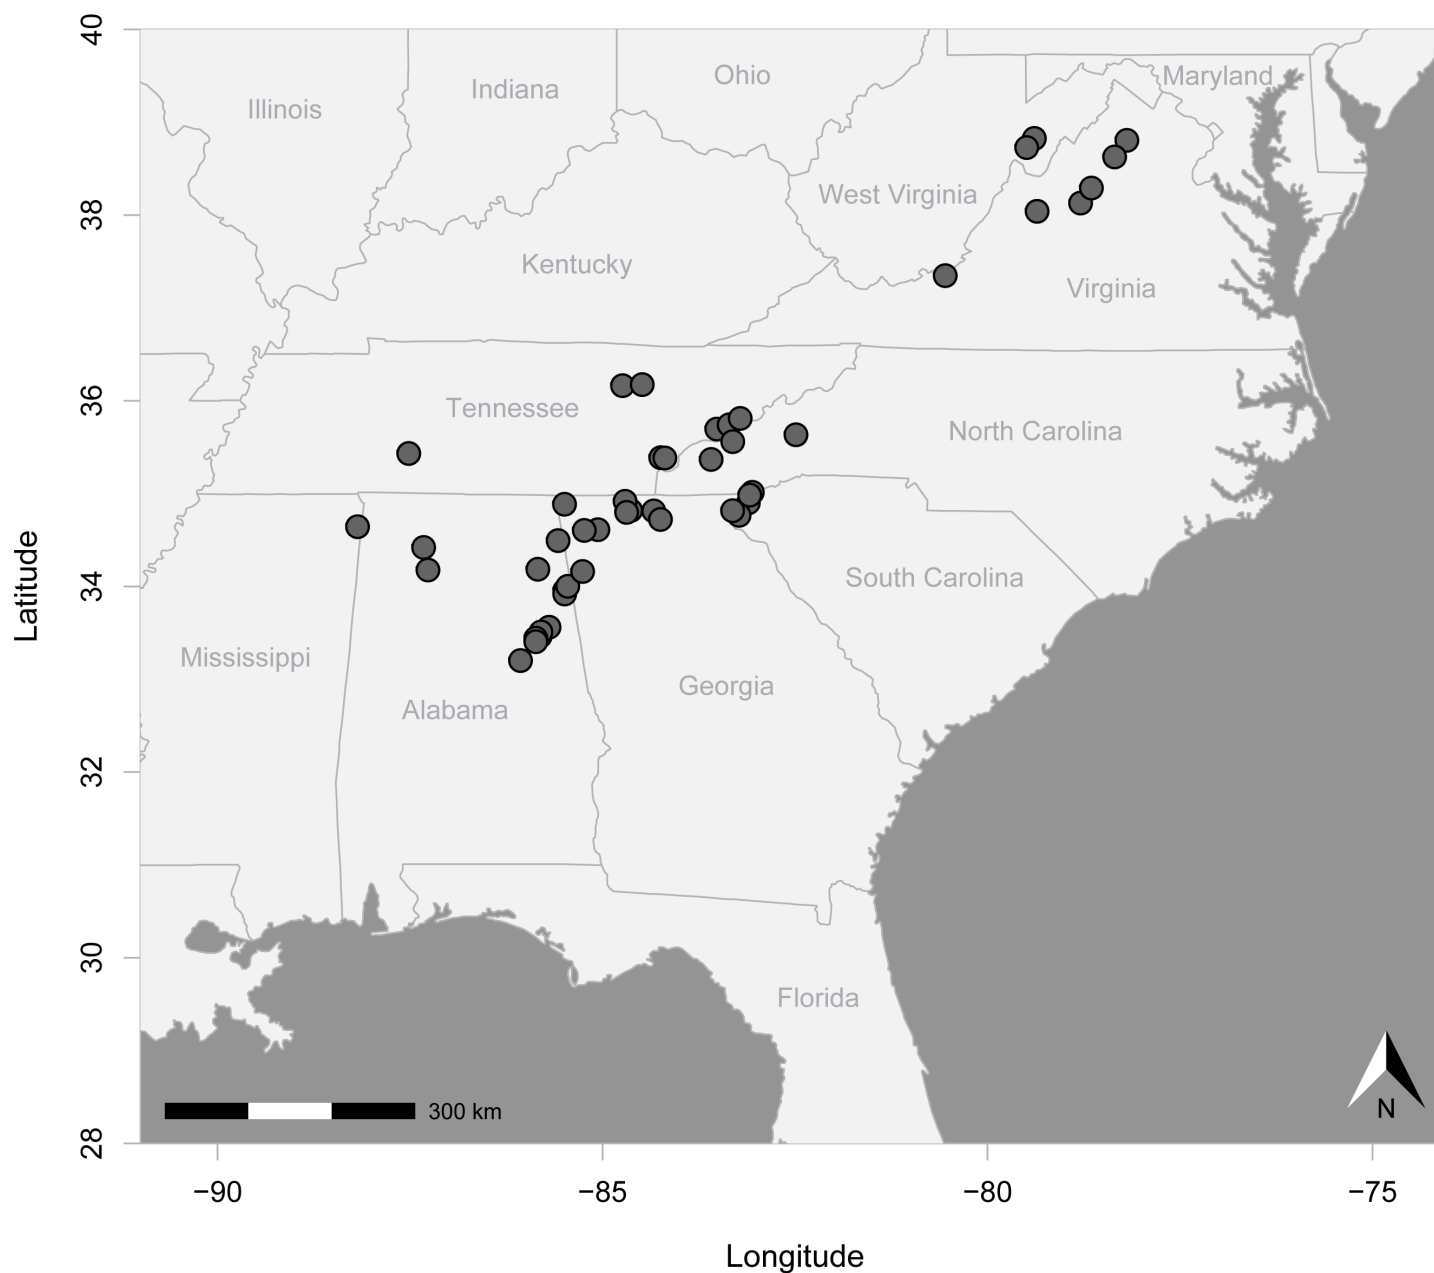 40
Ohio
Maryland
Indiana
Illinois
West Virginia
38
Kentucky
Virginia
36
Tennessee
North Carolina
Latitude
34
South Carolina
Mississippi
Georgia
Alabama
32
30
Florida
300 km
N
28
−90
−85
−80
−75
Longitude